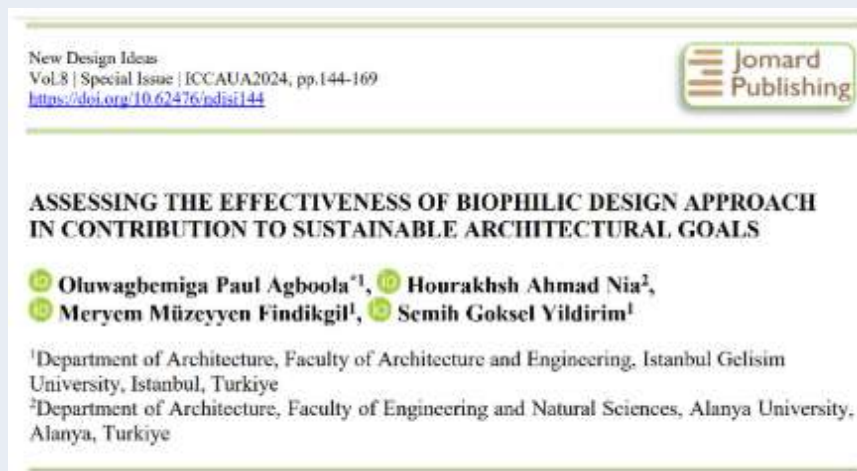 New Design Ideas
Vol.8 | Special Issue | ICCAUA2024, pp.144-169
https://doi.org/10.62476/ndisi144
Jomard
Publishing
ASSESSING THE EFFECTIVENESS OF BIOPHILIC DESIGN APPROACH
IN CONTRIBUTION TO SUSTAINABLE ARCHITECTURAL GOALS
Oluwagbemiga Paul Agboola*1, Hourakhsh Ahmad Nia2,
Meryem Müzeyyen Findikgil1, Semih Goksel Yildirim1
1Department of Architecture, Faculty of Architecture and Engineering, Istanbul Gelisim
University, Istanbul, Turkiye
2Department of Architecture, Faculty of Engineering and Natural Sciences, Alanya University,
Alanya, Turkiye